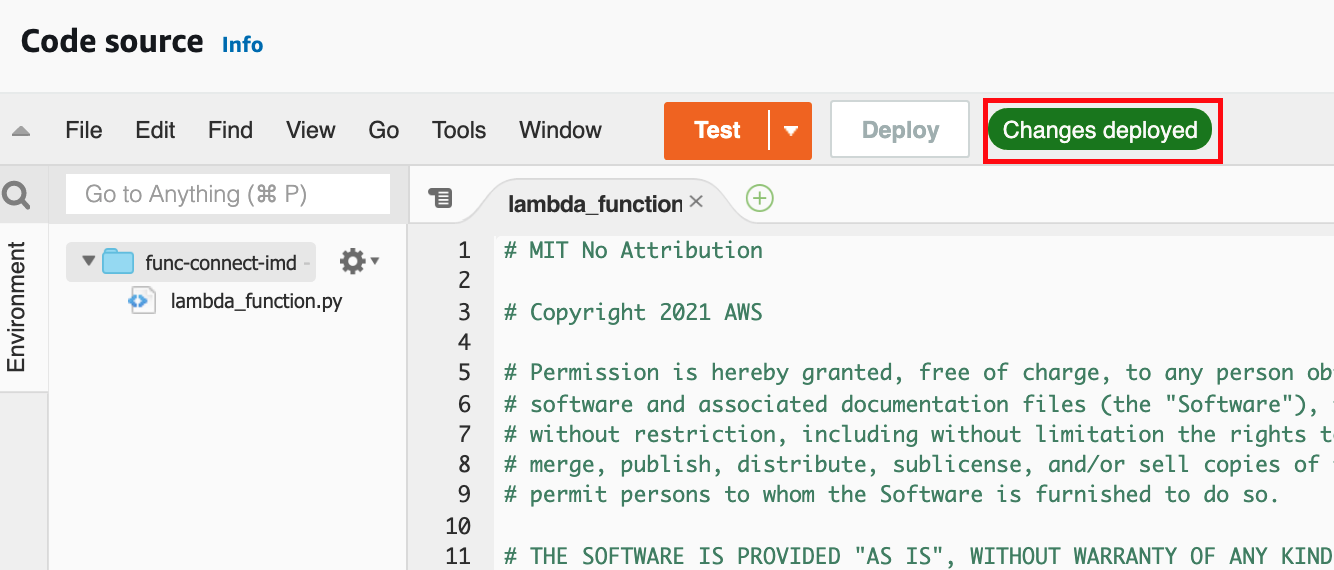 Code source Info
File Edit Find View Go Tools Window Test Deploy Changes deployed
Go to Anything (⌘ P)
lambda_function
Environment
func-connect-imd -
lambda_function.py
1 # MIT No Attribution
2
3 # Copyright 2021 AWS
4
5 # Permission is hereby granted, free of charge, to any person
6 # software and associated documentation files (the "Software"),
7 # without restriction, including without limitation the rights
8 # merge, publish, distribute, sublicense, and/or sell copies of
9 # permit persons to whom the Software is furnished to do so.
10
11 # THE SOFTWARE IS PROVIDED "AS IS", WITHOUT WARRANTY OF ANY KIND